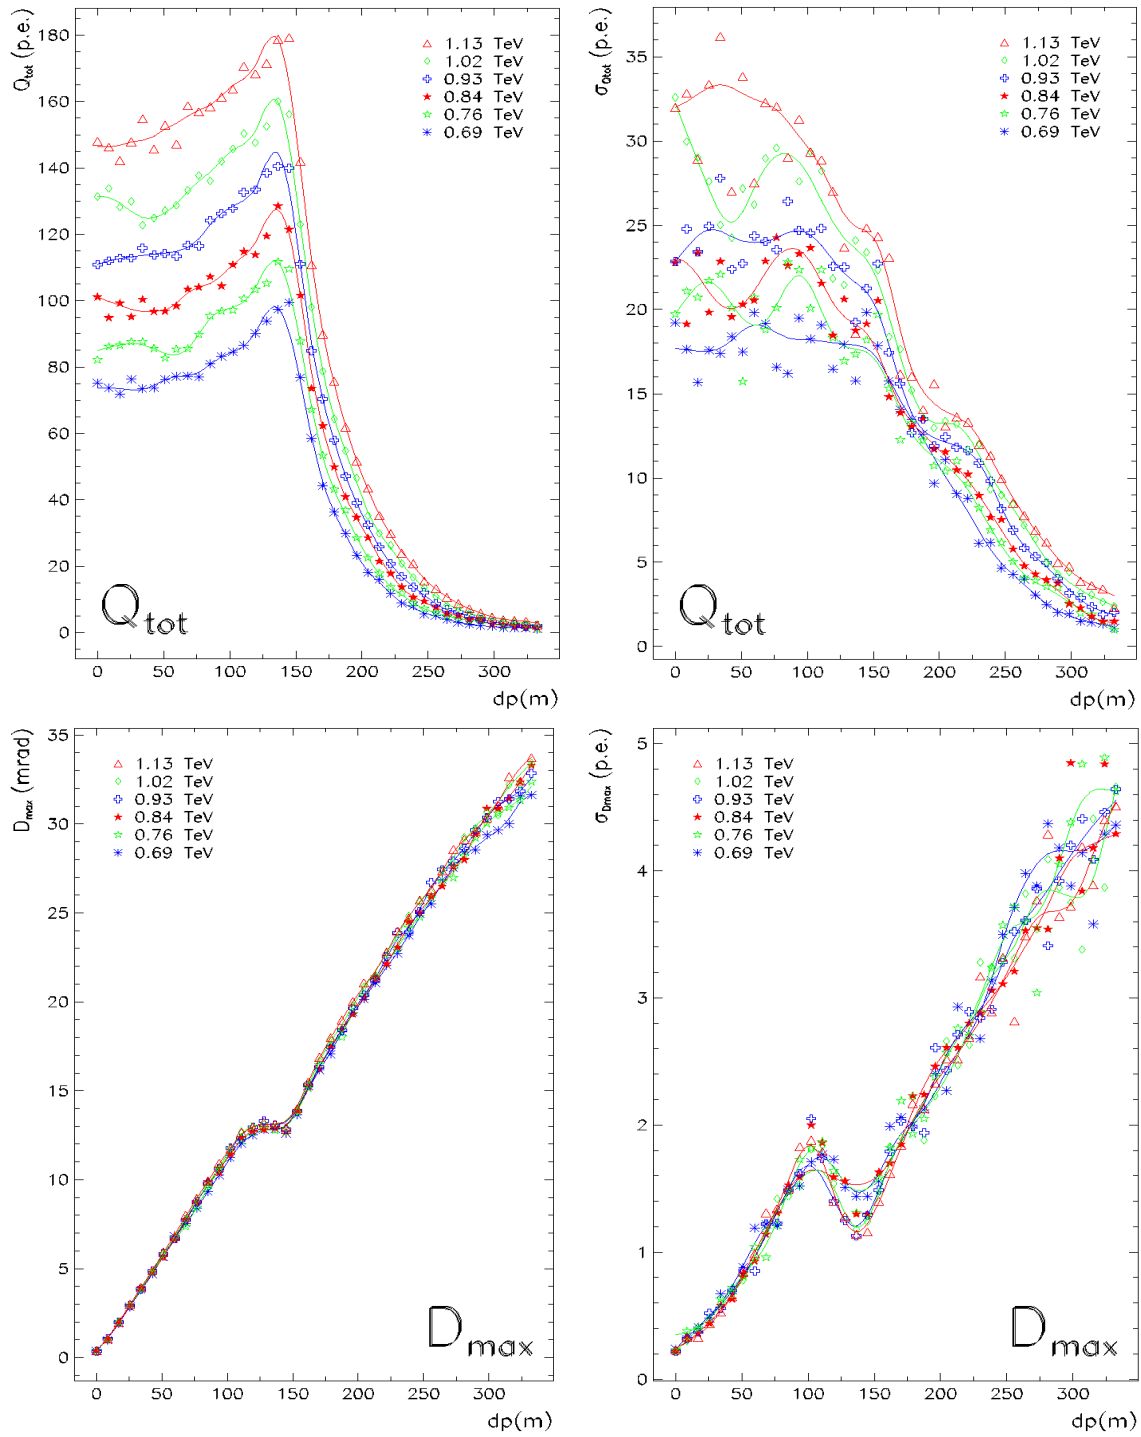 Q_tot (p.e.)
180
160
140
120
100
80
60
40
20
0
1.13 TeV
1.02 TeV
0.93 TeV
0.84 TeV
0.76 TeV
0.69 TeV
Q_tot
0 50 100 150 200 250 300
dp(m)
σ_Qtot (p.e.)
35
30
25
20
15
10
5
0
1.13 TeV
1.02 TeV
0.93 TeV
0.84 TeV
0.76 TeV
0.69 TeV
Q_tot
0 50 100 150 200 250 300
dp(m)
D_max (mrad)
35
30
25
20
15
10
5
0
1.13 TeV
1.02 TeV
0.93 TeV
0.84 TeV
0.76 TeV
0.69 TeV
D_max
0 50 100 150 200 250 300
dp(m)
σ_Dmax (p.e.)
5
4
3
2
1
0
1.13 TeV
1.02 TeV
0.93 TeV
0.84 TeV
0.76 TeV
0.69 TeV
D_max
0 50 100 150 200 250 300
dp(m)